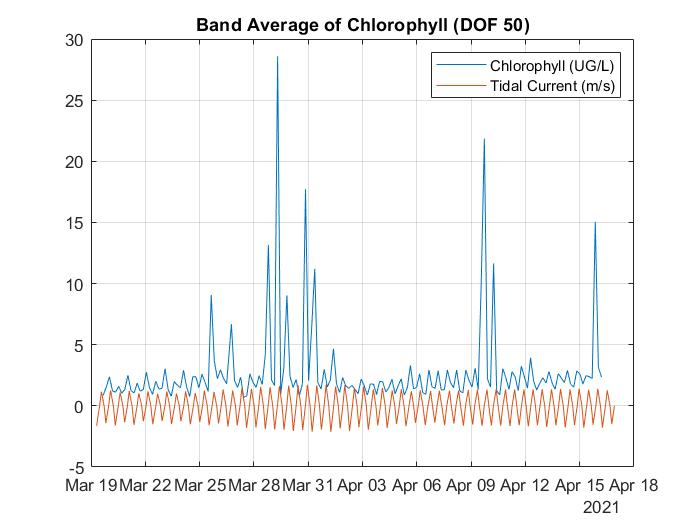 Band Average of Chlorophyll (DOF 50)
Chlorophyll (UG/L)
Tidal Current (m/s)
30
25
20
15
10
5
0
-5
Mar 19 Mar 22 Mar 25 Mar 28 Mar 31 Apr 03 Apr 06 Apr 09 Apr 12 Apr 15 Apr 18
2021